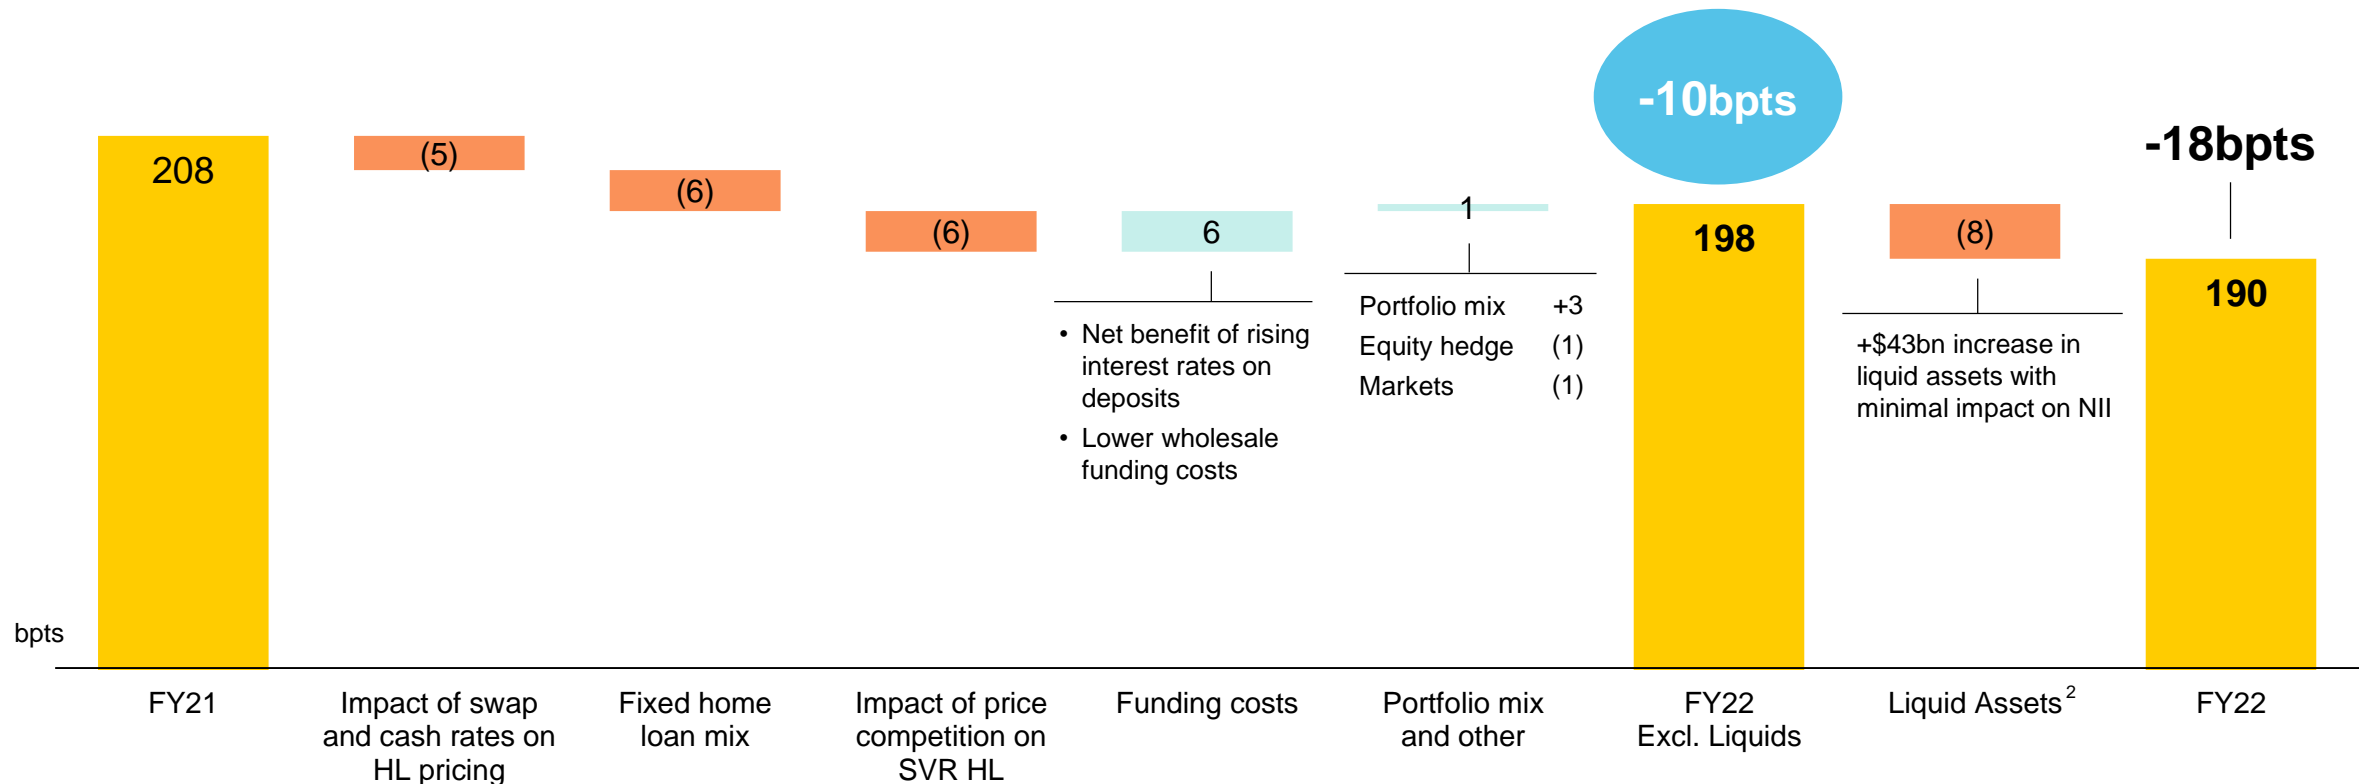 -10bpts
-18bpts
208
(5)
(6)
(6)
6
1
198
(8)
190
• Net benefit of rising
interest rates on
deposits
• Lower wholesale
funding costs
Portfolio mix +3
Equity hedge (1)
Markets (1)
+$43bn increase in
liquid assets with
minimal impact on NII
bpts
FY21
Impact of swap
and cash rates on
HL pricing
Fixed home
loan mix
Impact of price
competition on
SVR HL
Funding costs
Portfolio mix
and other
FY22
Excl. Liquids
Liquid Assets²
FY22